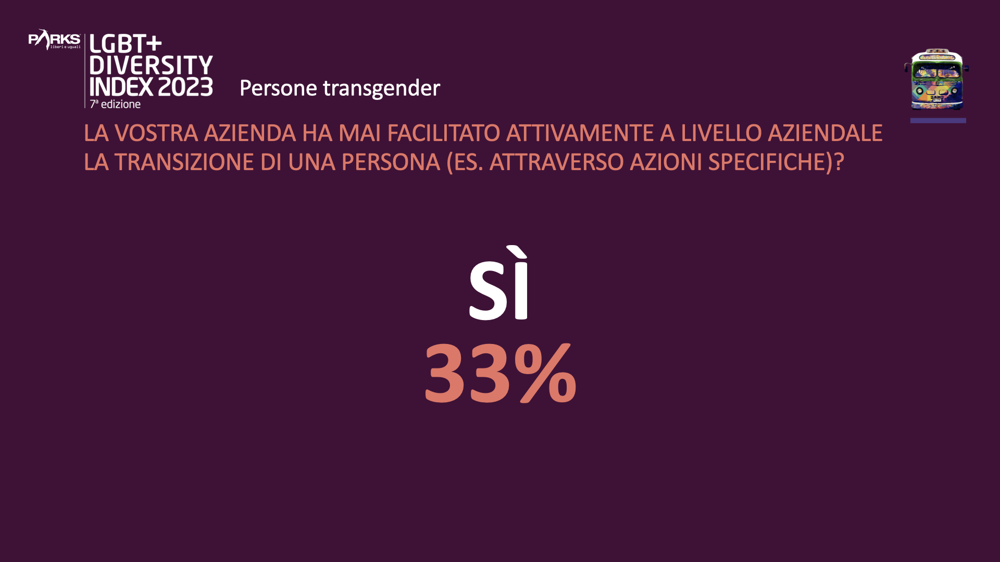 PARKS
liberi e uguali
LGBT+
DIVERSITY
INDEX 2023
7ª edizione
Persone transgender
LA VOSTRA AZIENDA HA MAI FACILITATO ATTIVAMENTE A LIVELLO AZIENDALE
LA TRANSIZIONE DI UNA PERSONA (ES. ATTRAVERSO AZIONI SPECIFICHE)?
SÌ
33%